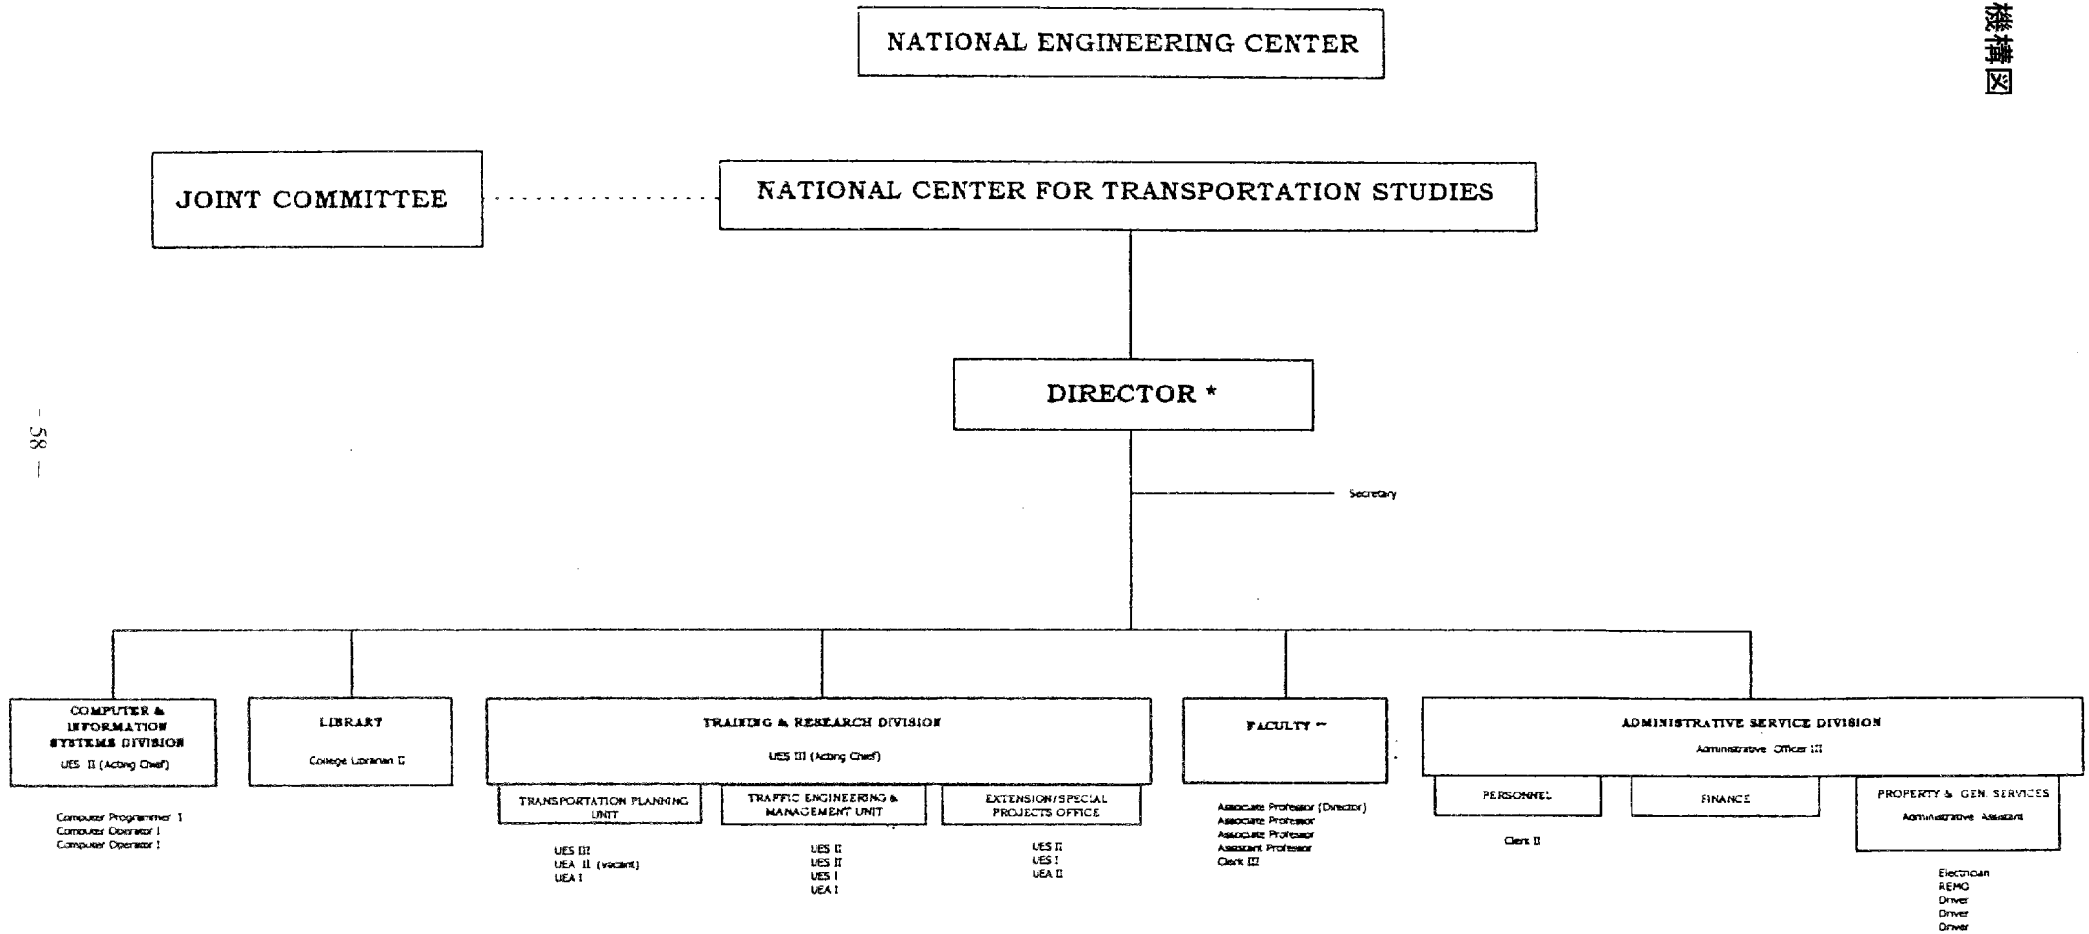 機構図
NATIONAL ENGINEERING CENTER
JOINT COMMITTEE
NATIONAL CENTER FOR TRANSPORTATION STUDIES
DIRECTOR *
- 58 -
Secretary
COMPUTER &
INFORMATION
SYSTEMS DIVISION
UES II (Acting Chief)
Computer Programmer I
Computer Operator I
Computer Operator I
LIBRARY
College Librarian II
TRAINING & RESEARCH DIVISION
UES III (Acting Chief)
TRANSPORTATION PLANNING
UNIT
UES III
UEA II (vacant)
UEA I
TRAFFIC ENGINEERING &
MANAGEMENT UNIT
UES II
UES II
UES I
UEA I
EXTENSION/SPECIAL
PROJECTS OFFICE
UES II
UES I
UEA II
FACULTY **
Associate Professor (Director)
Associate Professor
Associate Professor
Assistant Professor
Clerk III
ADMINISTRATIVE SERVICE DIVISION
Administrative Officer III
PERSONNEL
Clerk II
FINANCE
PROPERTY & GEN. SERVICES
Administrative Assistant
Electrician
REMG
Driver
Driver
Driver